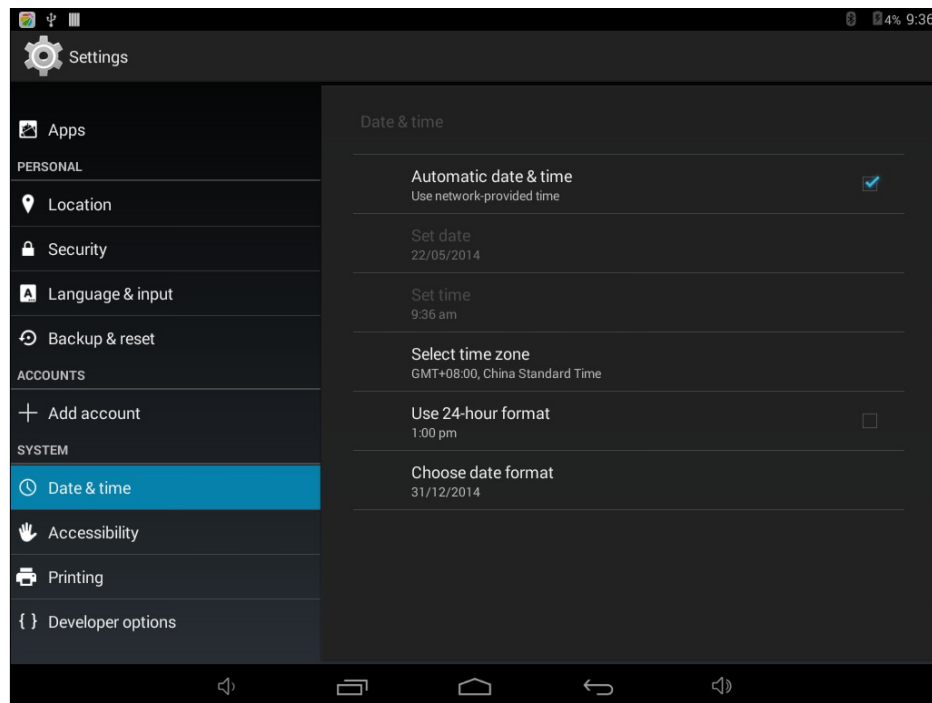 4% 9:36
Settings
Apps
PERSONAL
Location
Security
Language & input
Backup & reset
ACCOUNTS
Add account
SYSTEM
Date & time
Accessibility
Printing
{ } Developer options
Date & time
Automatic date & time
Use network-provided time
Set date
22/05/2014
Set time
9:36 am
Select time zone
GMT+08:00, China Standard Time
Use 24-hour format
1:00 pm
Choose date format
31/12/2014